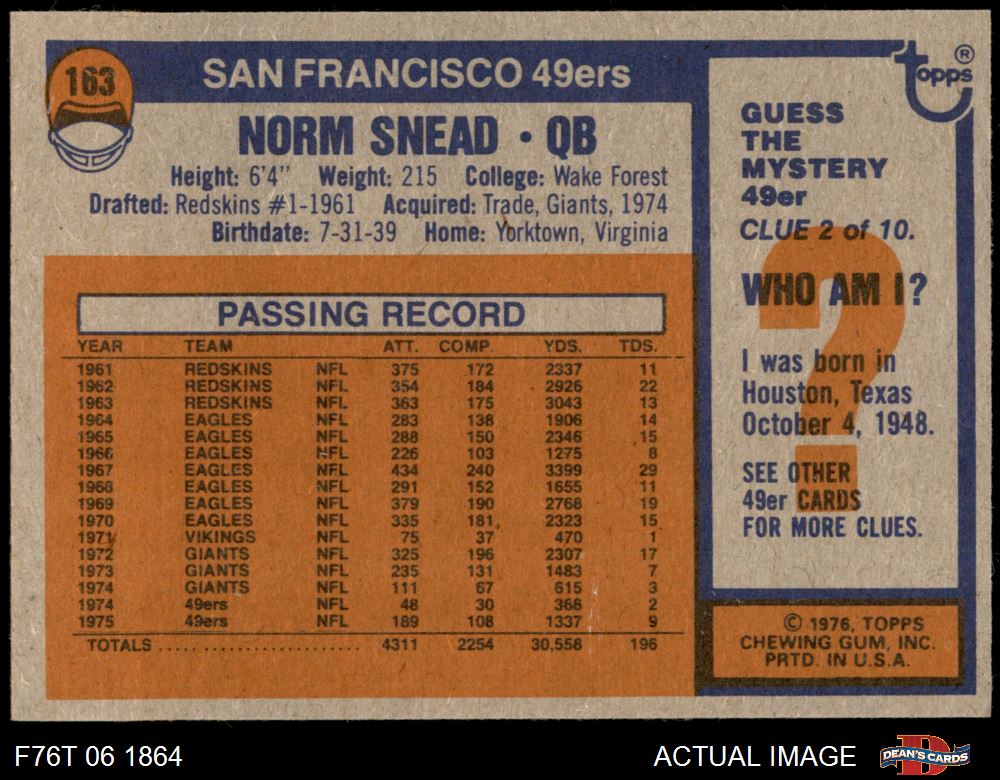 163
SAN FRANCISCO 49ers
NORM SNEAD · QB
Height: 6'4" Weight: 215 College: Wake Forest
Drafted: Redskins #1-1961 Acquired: Trade, Giants, 1974
Birthdate: 7-31-39 Home: Yorktown, Virginia
PASSING RECORD
YEAR TEAM ATT. COMP. YDS. TDS.
1961 REDSKINS NFL 375 172 2337 11
1962 REDSKINS NFL 354 184 2926 22
1963 REDSKINS NFL 363 175 3043 13
1964 EAGLES NFL 283 138 1906 14
1965 EAGLES NFL 288 150 2346 15
1966 EAGLES NFL 226 103 1275 8
1967 EAGLES NFL 434 240 3399 29
1968 EAGLES NFL 291 152 1655 11
1969 EAGLES NFL 379 190 2768 19
1970 EAGLES NFL 335 181 2323 15
1971 VIKINGS NFL 75 37 470 1
1972 GIANTS NFL 325 196 2307 17
1973 GIANTS NFL 235 131 1483 7
1974 GIANTS NFL 111 67 615 3
1974 49ers NFL 48 30 368 2
1975 49ers NFL 189 108 1337 9
TOTALS ...................... 4311 2254 30,558 196
topps ®
GUESS
THE
MYSTERY
49er
CLUE 2 of 10.
WHO AM I?
I was born in
Houston, Texas
October 4, 1948.
SEE OTHER
49er CARDS
FOR MORE CLUES.
© 1976, TOPPS
CHEWING GUM, INC.
PRTD. IN U.S.A.
F76T 06 1864
ACTUAL IMAGE
DEAN'S CARDS